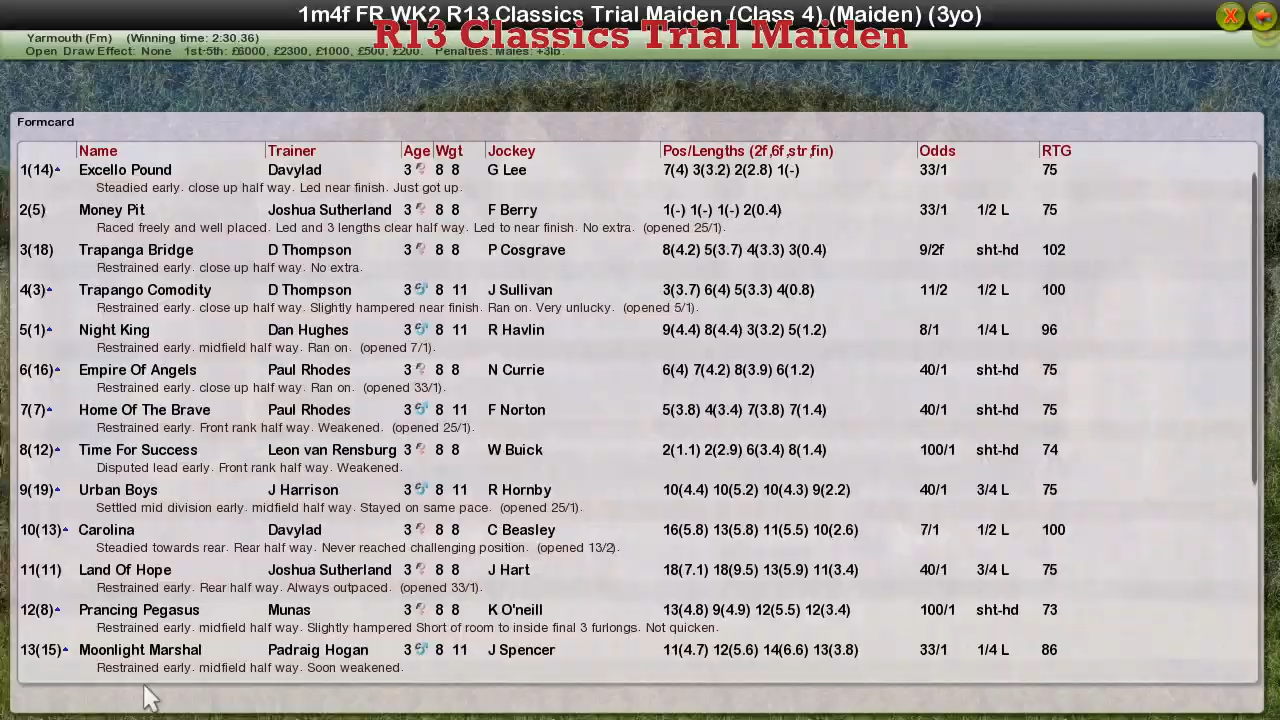 1m4f FR WK2 R13 Classics Trial Maiden (Class 4) (Maiden) (3yo)
R13 Classics Trial Maiden
Yarmouth (Fm) (Winning time: 2:30.36)
Open Draw Effect: None 1st-5th: £6000, £2300, £1000, £500, £200. Penalties: Males: +3lb.
Formcard
Name Trainer Age Wgt Jockey Pos/Lengths (2f,6f,str,fin) Odds RTG
1(14) Excello Pound Davylad 3 8 8 G Lee 7(4) 3(3.2) 2(2.8) 1(-) 33/1 75
Steadied early. close up half way. Led near finish. Just got up.
2(5) Money Pit Joshua Sutherland 3 8 8 F Berry 1(-) 1(-) 1(-) 2(0.4) 33/1 1/2 L 75
Raced freely and well placed. Led and 3 lengths clear half way. Led to near finish. No extra. (opened 25/1).
3(18) Trapanga Bridge D Thompson 3 8 8 P Cosgrave 8(4.2) 5(3.7) 4(3.3) 3(0.4) 9/2f sht-hd 102
Restrained early. close up half way. No extra.
4(3) Trapango Comodity D Thompson 3 8 11 J Sullivan 3(3.7) 6(4) 5(3.3) 4(0.8) 11/2 1/2 L 100
Restrained early. close up half way. Slightly hampered near finish. Ran on. Very unlucky. (opened 5/1).
5(1) Night King Dan Hughes 3 8 11 R Havlin 9(4.4) 8(4.4) 3(3.2) 5(1.2) 8/1 1/4 L 96
Restrained early. midfield half way. Ran on. (opened 7/1).
6(16) Empire Of Angels Paul Rhodes 3 8 8 N Currie 6(4) 7(4.2) 8(3.9) 6(1.2) 40/1 sht-hd 75
Restrained early. close up half way. Ran on. (opened 33/1).
7(7) Home Of The Brave Paul Rhodes 3 8 11 F Norton 5(3.8) 4(3.4) 7(3.8) 7(1.4) 40/1 sht-hd 75
Restrained early. Front rank half way. Weakened. (opened 25/1).
8(12) Time For Success Leon van Rensburg 3 8 8 W Buick 2(1.1) 2(2.9) 6(3.4) 8(1.4) 100/1 sht-hd 74
Disputed lead early. Front rank half way. Weakened.
9(19) Urban Boys J Harrison 3 8 11 R Hornby 10(4.4) 10(5.2) 10(4.3) 9(2.2) 40/1 3/4 L 75
Settled mid division early. midfield half way. Stayed on same pace. (opened 25/1).
10(13) Carolina Davylad 3 8 8 C Beasley 16(5.8) 13(5.8) 11(5.5) 10(2.6) 7/1 1/2 L 100
Steadied towards rear. Rear half way. Never reached challenging position. (opened 13/2).
11(11) Land Of Hope Joshua Sutherland 3 8 8 J Hart 18(7.1) 18(9.5) 13(5.9) 11(3.4) 40/1 3/4 L 75
Restrained early. Rear half way. Always outpaced. (opened 33/1).
12(8) Prancing Pegasus Munas 3 8 8 K O'neill 13(4.8) 9(4.9) 12(5.5) 12(3.4) 100/1 sht-hd 73
Restrained early. midfield half way. Slightly hampered Short of room to inside final 3 furlongs. Not quicken.
13(15) Moonlight Marshal Padraig Hogan 3 8 11 J Spencer 11(4.7) 12(5.6) 14(6.6) 13(3.8) 33/1 1/4 L 86
Restrained early. midfield half way. Soon weakened.